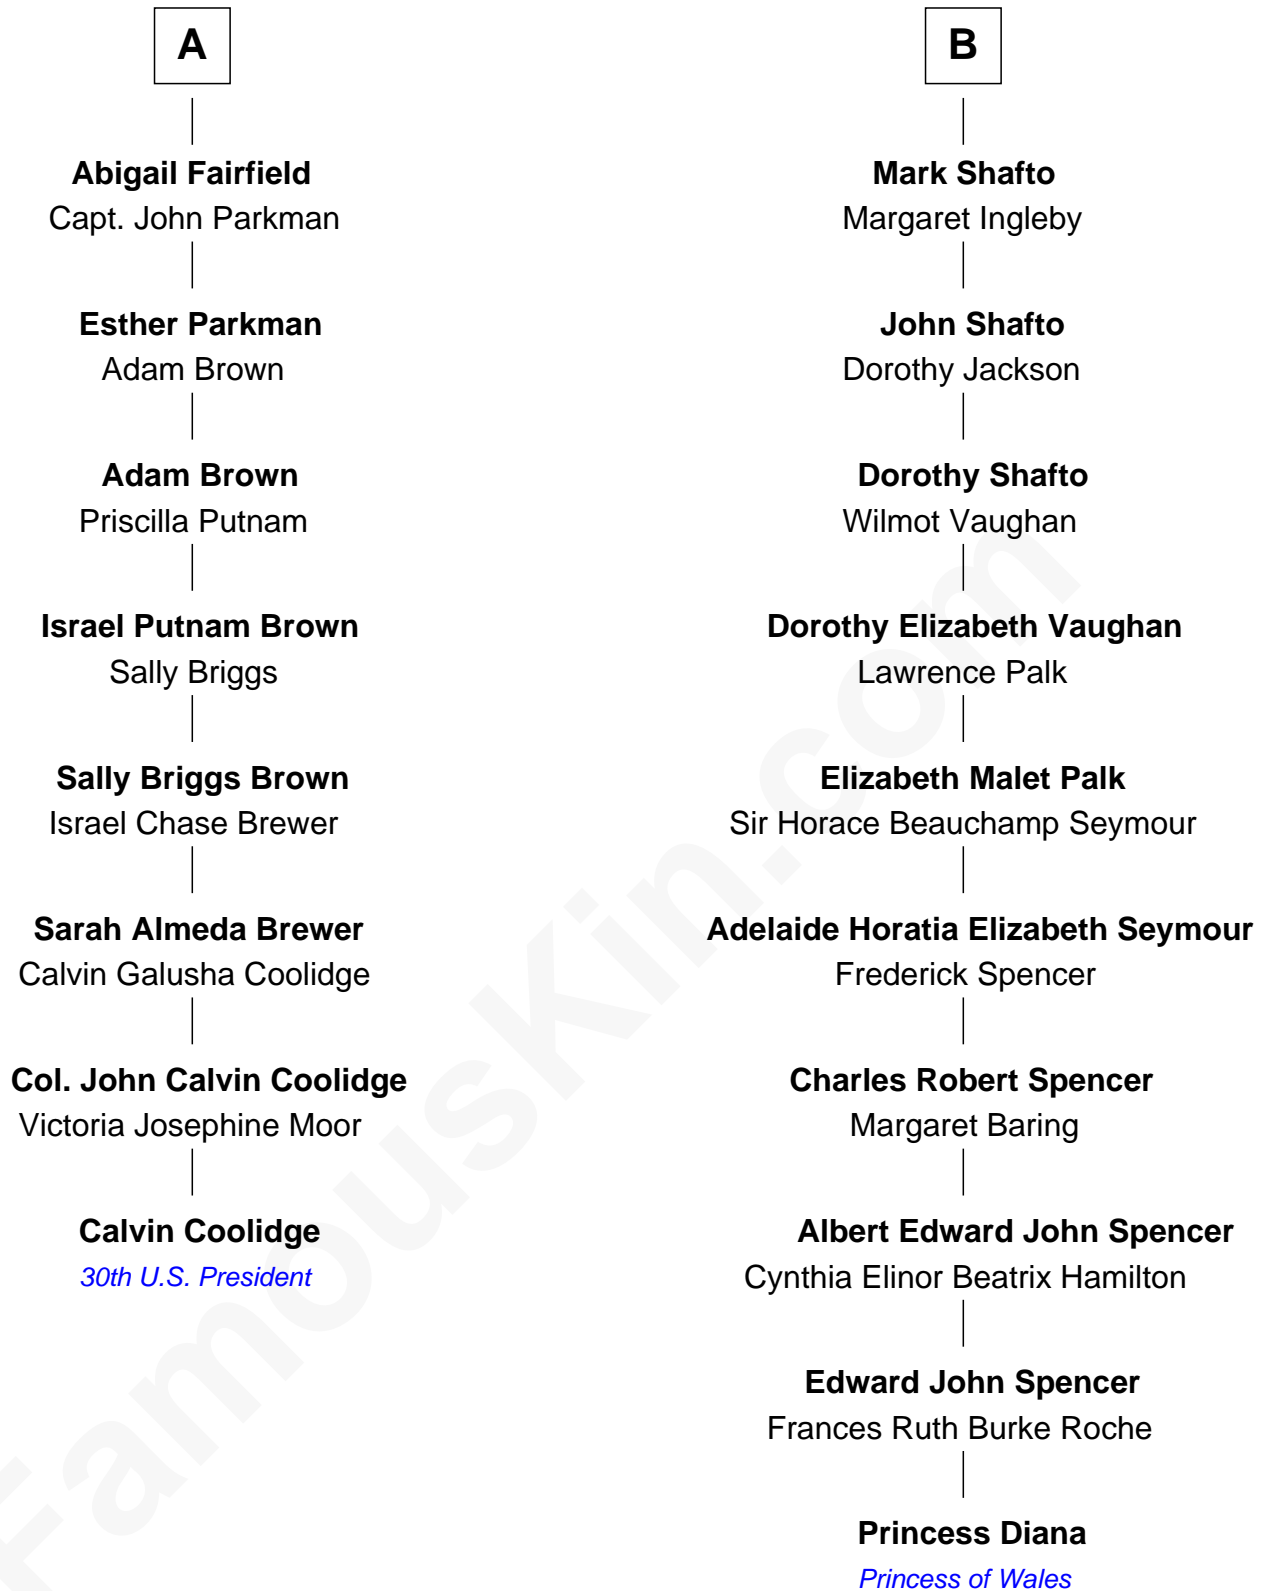 A
Abigail Fairfield
Capt. John Parkman
Esther Parkman
Adam Brown
Adam Brown
Priscilla Putnam
Israel Putnam Brown
Sally Briggs
Sally Briggs Brown
Israel Chase Brewer
Sarah Almeda Brewer
Calvin Galusha Coolidge
Col. John Calvin Coolidge
Victoria Josephine Moor
Calvin Coolidge
30th U.S. President
B
Mark Shafto
Margaret Ingleby
John Shafto
Dorothy Jackson
Dorothy Shafto
Wilmot Vaughan
Dorothy Elizabeth Vaughan
Lawrence Palk
Elizabeth Malet Palk
Sir Horace Beauchamp Seymour
Adelaide Horatia Elizabeth Seymour
Frederick Spencer
Charles Robert Spencer
Margaret Baring
Albert Edward John Spencer
Cynthia Elinor Beatrix Hamilton
Edward John Spencer
Frances Ruth Burke Roche
Princess Diana
Princess of Wales
FamousKin.com